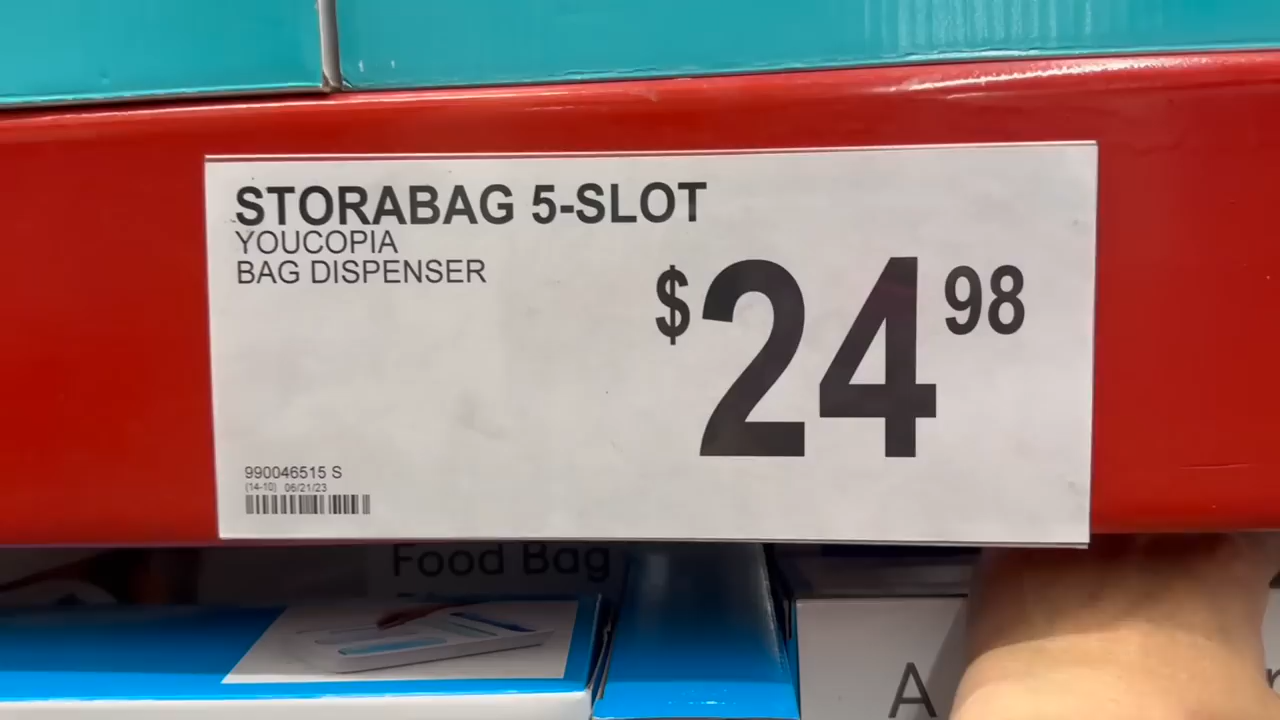 STORABAG 5-SLOT
YOUCOPIA
BAG DISPENSER
$24 98
990046515 S
(14-10) 06/21/23
Food Bag
A